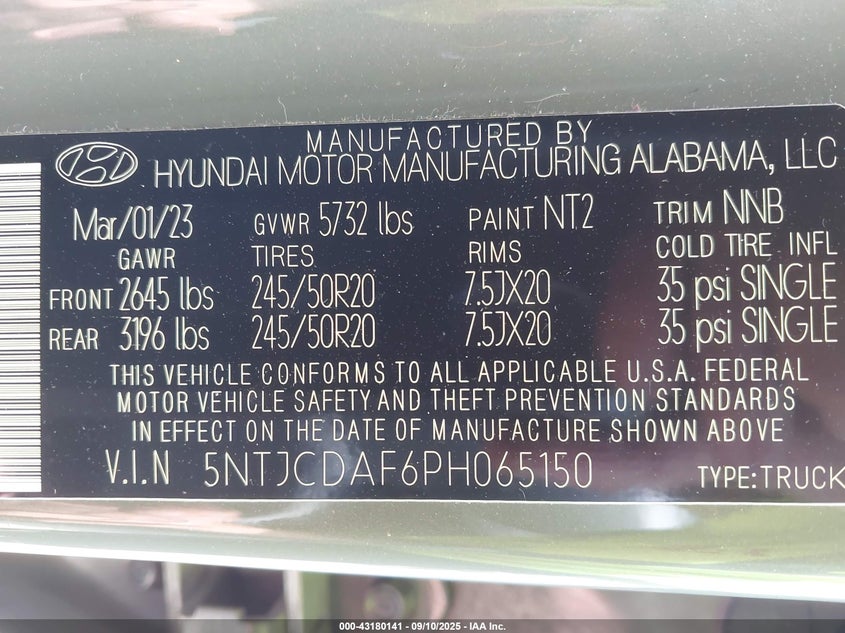 MANUFACTURED BY
HYUNDAI MOTOR MANUFACTURING ALABAMA, LLC
Mar/01/23 GVWR 5732 lbs PAINT NT2 TRIM NNB
GAWR TIRES RIMS COLD TIRE INFL
FRONT 2645 lbs 245/50R20 7.5JX20 35 psi SINGLE
REAR 3196 lbs 245/50R20 7.5JX20 35 psi SINGLE
THIS VEHICLE CONFORMS TO ALL APPLICABLE U.S.A. FEDERAL
MOTOR VEHICLE SAFETY AND THEFT PREVENTION STANDARDS
IN EFFECT ON THE DATE OF MANUFACTURE SHOWN ABOVE
V.I.N 5NTJCDAF6PH065150 TYPE:TRUCK
000-43180141 - 09/10/2025 - IAA Inc.